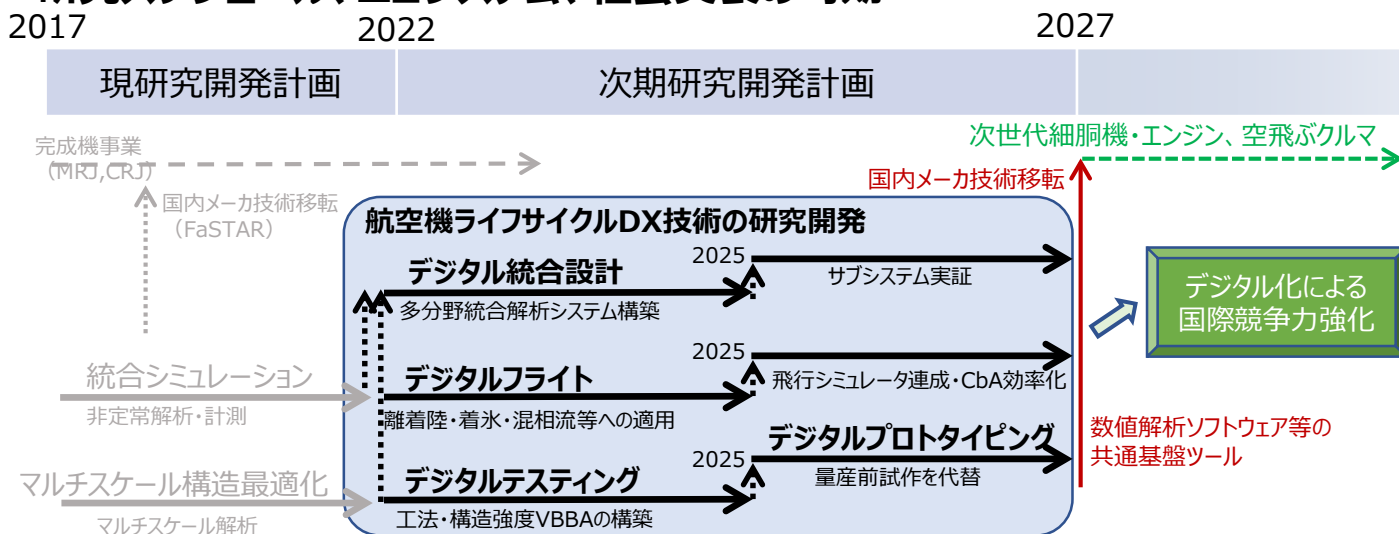 2017
2022
2027
現研究開発計画
次期研究開発計画
完成機事業
(MRJ,CRJ)
次世代細胴機・エンジン、空飛ぶクルマ
国内メーカ技術移転
(FaSTAR)
国内メーカ技術移転
航空機ライフサイクルDX技術の研究開発
デジタル統合設計
2025
多分野統合解析システム構築
サブシステム実証
デジタル化による
国際競争力強化
統合シミュレーション
非定常解析・計測
デジタルフライト
2025
離着陸・着氷・混相流等への適用
飛行シミュレータ連成・CbA効率化
マルチスケール構造最適化
マルチスケール解析
デジタルテスティング
2025
工法・構造強度VBBAの構築
デジタルプロトタイピング
量産前試作を代替
数値解析ソフトウェア等の
共通基盤ツール